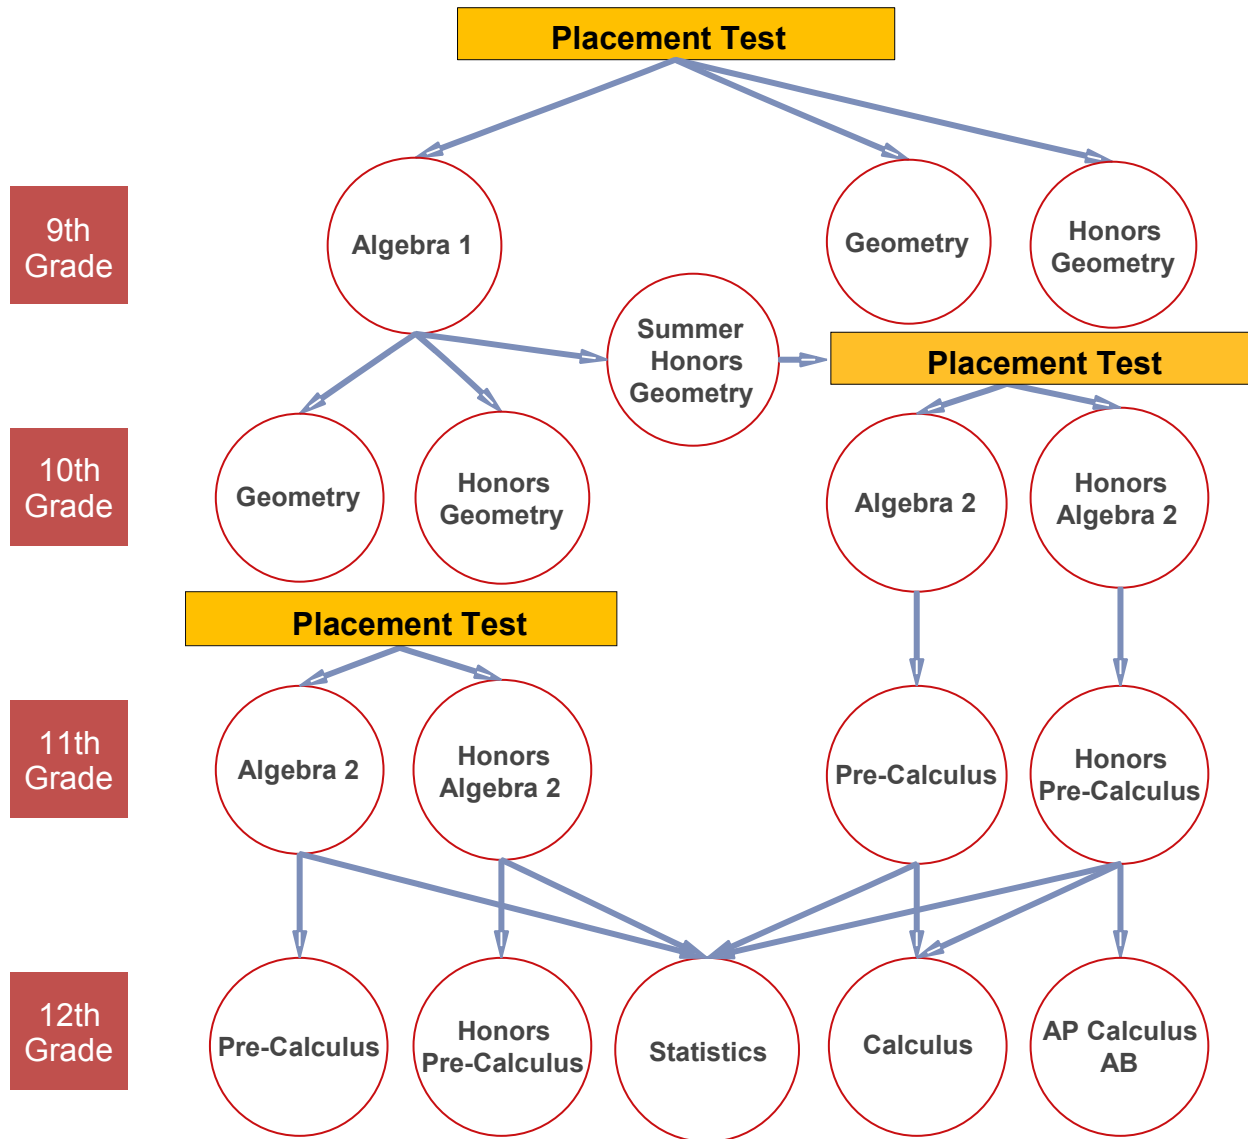 Placement Test
9th
Grade
Algebra 1
Geometry
Honors
Geometry
Summer
Honors
Geometry
Placement Test
10th
Grade
Geometry
Honors
Geometry
Algebra 2
Honors
Algebra 2
Placement Test
11th
Grade
Algebra 2
Honors
Algebra 2
Pre-Calculus
Honors
Pre-Calculus
12th
Grade
Pre-Calculus
Honors
Pre-Calculus
Statistics
Calculus
AP Calculus
AB